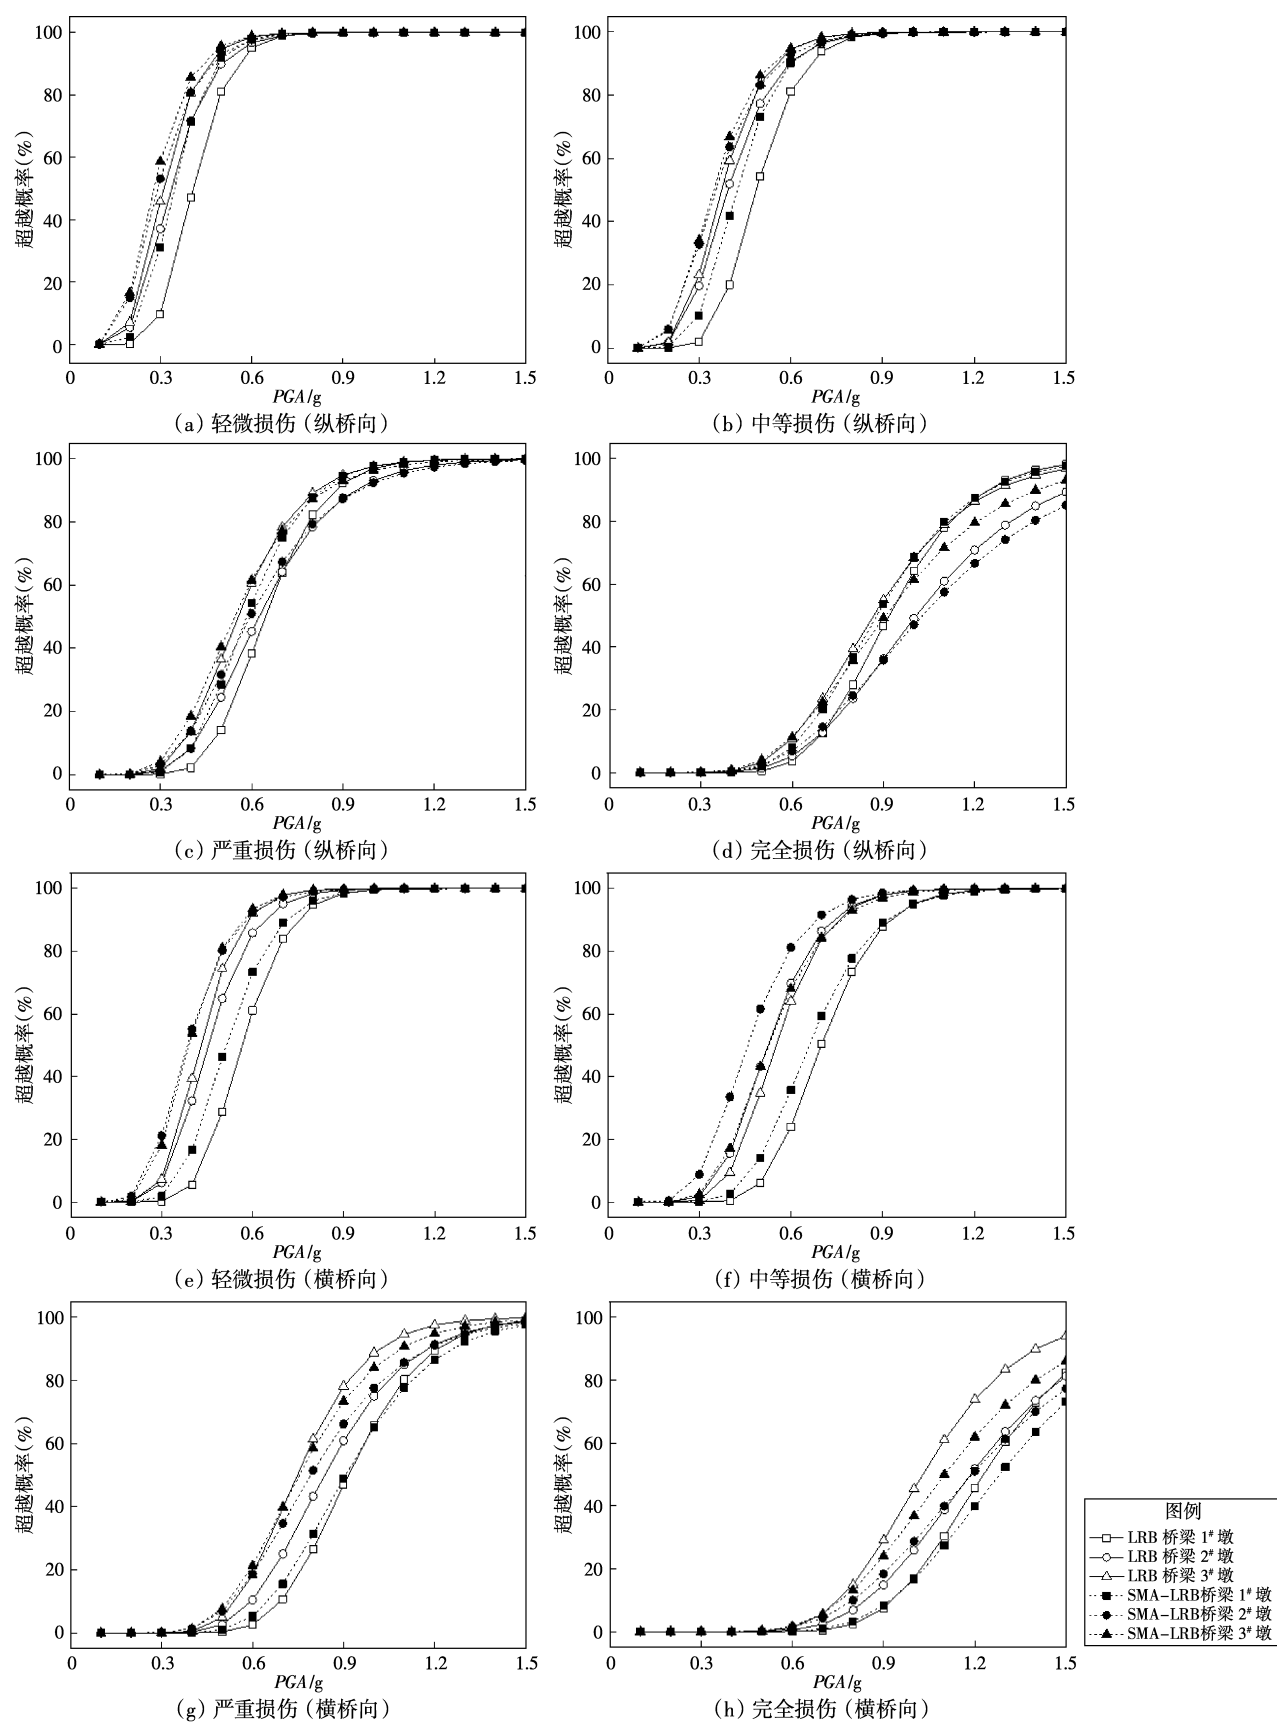 100
80
60
40
20
0
超越概率(%)
0 0.3 0.6 0.9 1.2 1.5
PGA/g
(a) 轻微损伤(纵桥向)
100
80
60
40
20
0
超越概率(%)
0 0.3 0.6 0.9 1.2 1.5
PGA/g
(b) 中等损伤(纵桥向)
100
80
60
40
20
0
超越概率(%)
0 0.3 0.6 0.9 1.2 1.5
PGA/g
(c) 严重损伤(纵桥向)
100
80
60
40
20
0
超越概率(%)
0 0.3 0.6 0.9 1.2 1.5
PGA/g
(d) 完全损伤(纵桥向)
100
80
60
40
20
0
超越概率(%)
0 0.3 0.6 0.9 1.2 1.5
PGA/g
(e) 轻微损伤(横桥向)
100
80
60
40
20
0
超越概率(%)
0 0.3 0.6 0.9 1.2 1.5
PGA/g
(f) 中等损伤(横桥向)
100
80
60
40
20
0
超越概率(%)
0 0.3 0.6 0.9 1.2 1.5
PGA/g
(g) 严重损伤(横桥向)
100
80
60
40
20
0
超越概率(%)
0 0.3 0.6 0.9 1.2 1.5
PGA/g
(h) 完全损伤(横桥向)
图例
LRB 桥梁 1# 墩
LRB 桥梁 2# 墩
LRB 桥梁 3# 墩
SMA-LRB桥梁 1# 墩
SMA-LRB桥梁 2# 墩
SMA-LRB桥梁 3# 墩